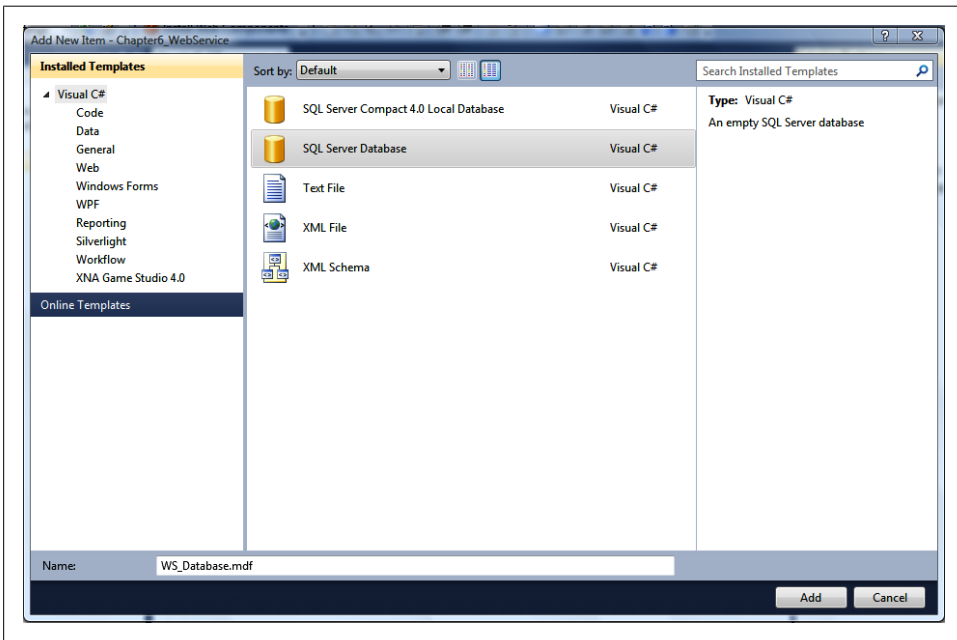 Add New Item - Chapter6_WebService
Installed Templates
Visual C#
Code
Data
General
Web
Windows Forms
WPF
Reporting
Silverlight
Workflow
XNA Game Studio 4.0
Online Templates
Sort by: Default
SQL Server Compact 4.0 Local Database Visual C#
SQL Server Database Visual C#
Text File Visual C#
XML File Visual C#
XML Schema Visual C#
Search Installed Templates
Type: Visual C#
An empty SQL Server database
Name: WS_Database.mdf
Add Cancel